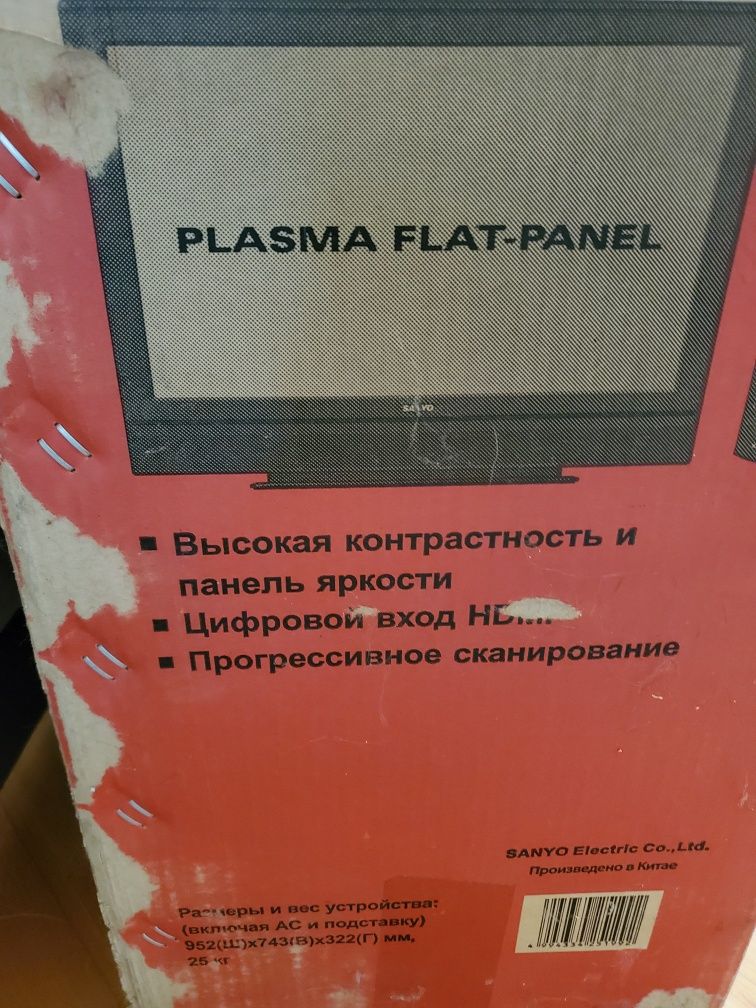 PLASMA FLAT-PANEL
SANYO
▪ Высокая контрастность и
панель яркости
▪ Цифровой вход
▪ Прогрессивное сканирование
SANYO Electric Co.,Ltd.
Произведено в Китае
Размеры и вес устройства:
(включая АС и подставку)
952(Ш)x743(В)x322(Г) мм,
25 кг